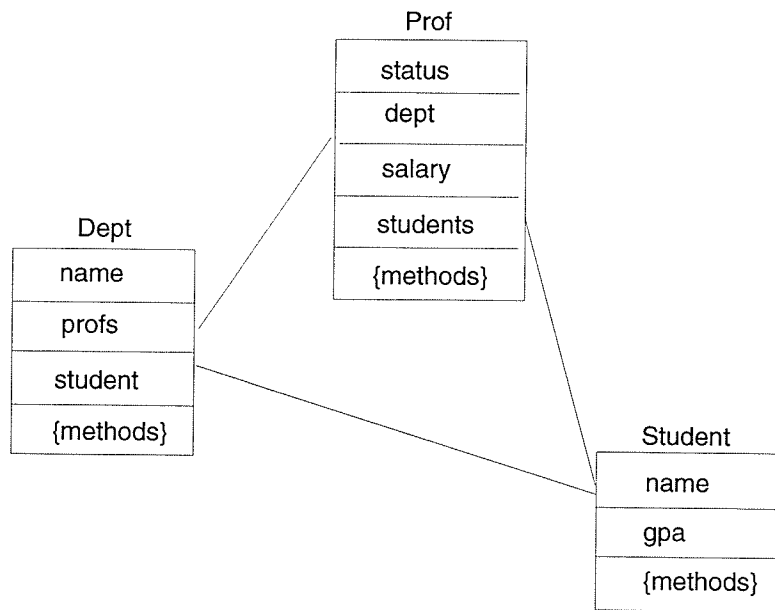 Prof
status
dept
salary
students
{methods}
Dept
name
profs
student
{methods}
Student
name
gpa
{methods}